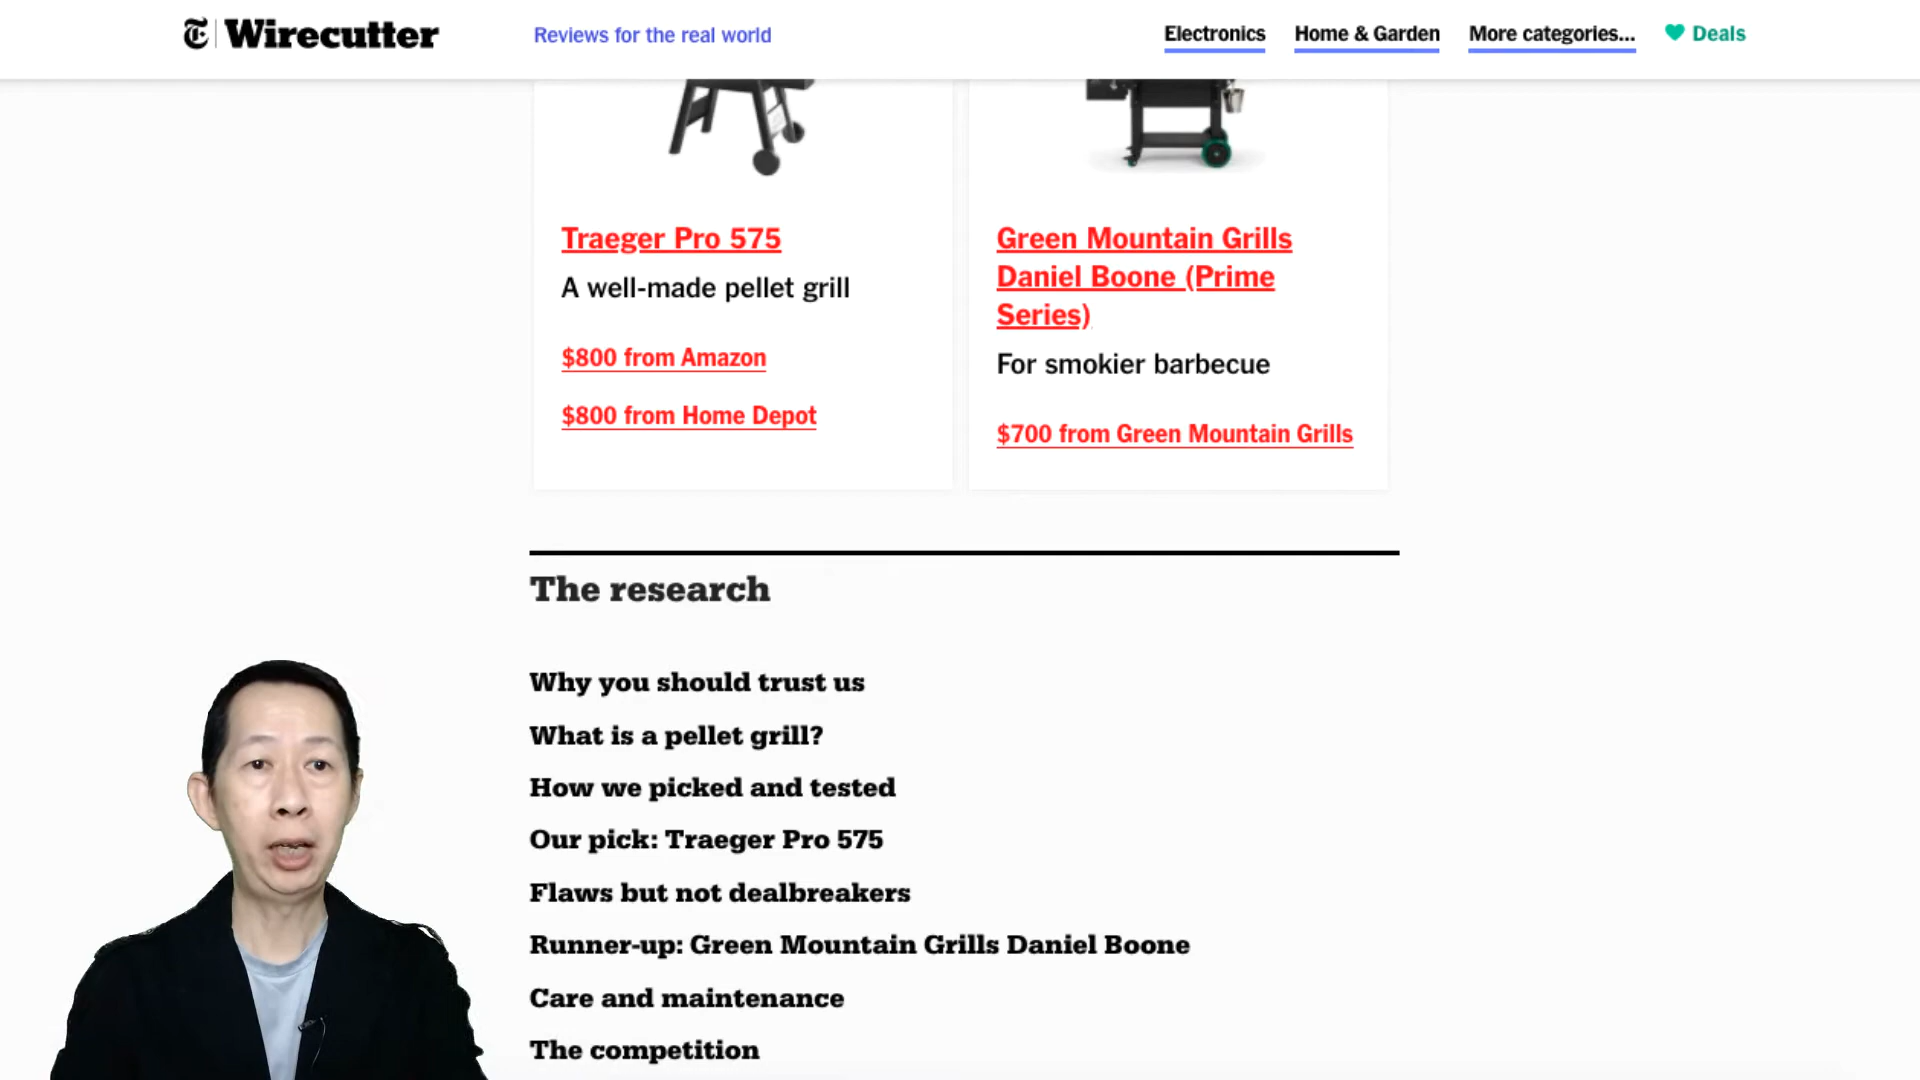 Wirecutter
Reviews for the real world
Electronics
Home & Garden
More categories...
Deals
Traeger Pro 575
A well-made pellet grill
$800 from Amazon
$800 from Home Depot
Green Mountain Grills
Daniel Boone (Prime
Series)
For smokier barbecue
$700 from Green Mountain Grills
The research
Why you should trust us
What is a pellet grill?
How we picked and tested
Our pick: Traeger Pro 575
Flaws but not dealbreakers
Runner-up: Green Mountain Grills Daniel Boone
Care and maintenance
The competition